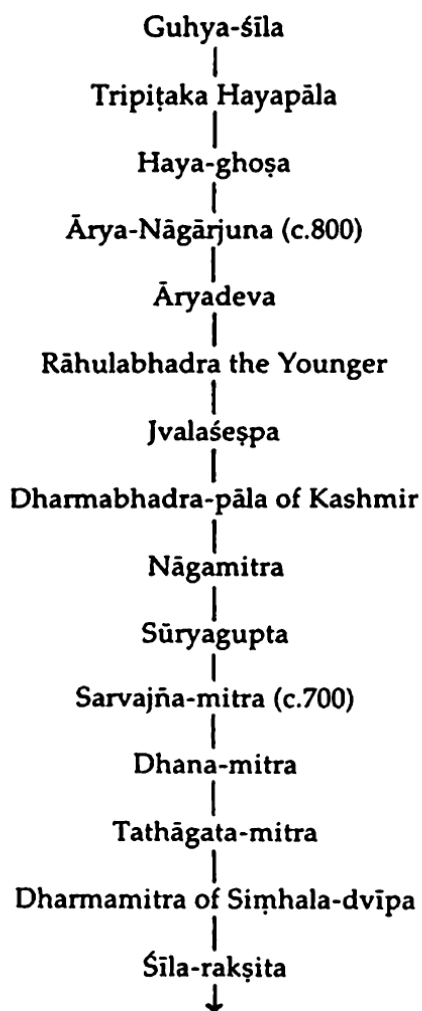 Guhya-śīla
Tripiṭaka Hayapāla
Haya-ghoṣa
Ārya-Nāgārjuna (c.800)
Āryadeva
Rāhulabhadra the Younger
Jvalaśeṣpa
Dharmabhadra-pāla of Kashmir
Nāgamitra
Sūryagupta
Sarvajña-mitra (c.700)
Dhana-mitra
Tathāgata-mitra
Dharmamitra of Siṃhala-dvīpa
Śīla-rakṣita